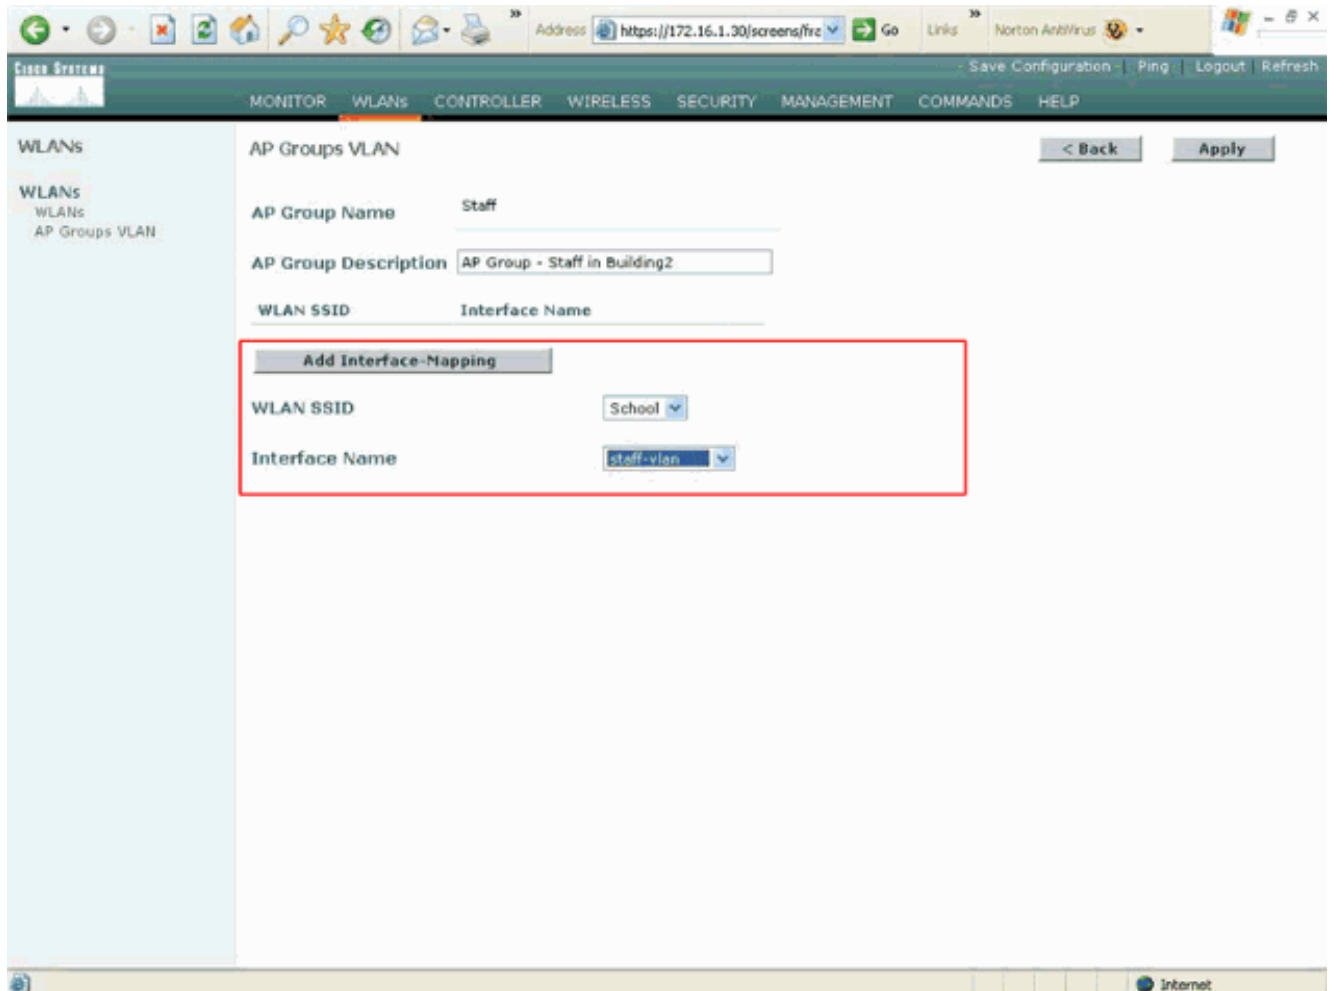 » Address https://172.16.1.30/screens/fra Go Links » Norton AntiVirus
CISCO SYSTEMS
Save Configuration | Ping | Logout | Refresh
MONITOR WLANs CONTROLLER WIRELESS SECURITY MANAGEMENT COMMANDS HELP
WLANs
WLANs
WLANs
AP Groups VLAN
AP Groups VLAN
< Back
Apply
AP Group Name Staff
AP Group Description AP Group - Staff in Building2
WLAN SSID Interface Name
Add Interface-Mapping
WLAN SSID School
Interface Name staff-vlan
Internet